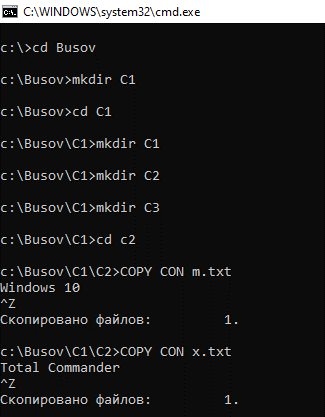 C:\WINDOWS\system32\cmd.exe
c:\>cd Busov
c:\Busov>mkdir C1
c:\Busov>cd C1
c:\Busov\C1>mkdir C1
c:\Busov\C1>mkdir C2
c:\Busov\C1>mkdir C3
c:\Busov\C1>cd c2
c:\Busov\C1\C2>COPY CON m.txt
Windows 10
^Z
Скопировано файлов:         1.
c:\Busov\C1\C2>COPY CON x.txt
Total Commander
^Z
Скопировано файлов:         1.